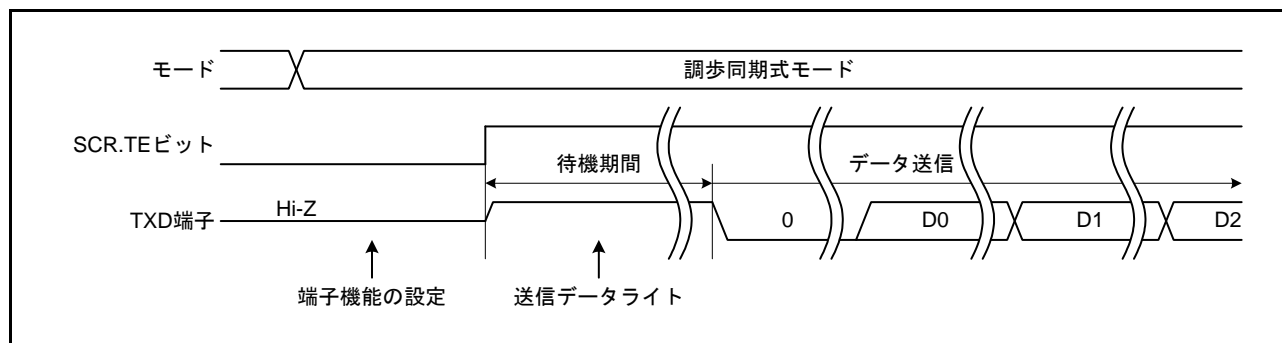 モード
調歩同期式モード
SCR.TEビット
待機期間
データ送信
TXD端子
Hi-Z
0
D0
D1
D2
端子機能の設定
送信データライト